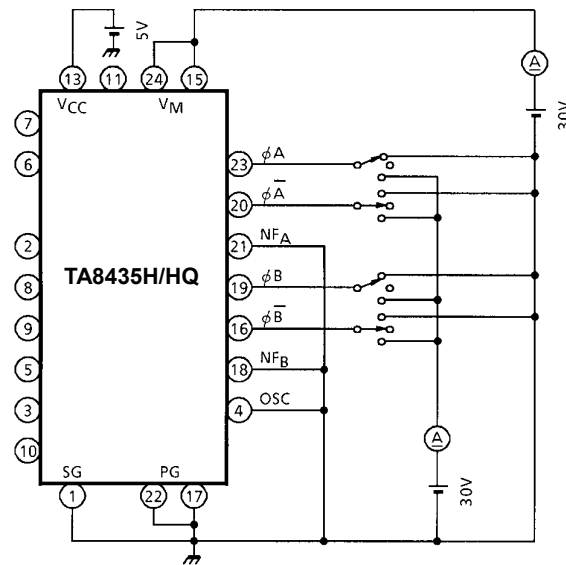 5V
A
30V
13
11
24
15
VCC
VM
7
6
2
8
9
5
3
10
TA8435H/HQ
23 φA
20 φA̅
21 NFA
19 φB
16 φB̅
18 NFB
4 OSC
A
30V
SG
PG
1
22
17